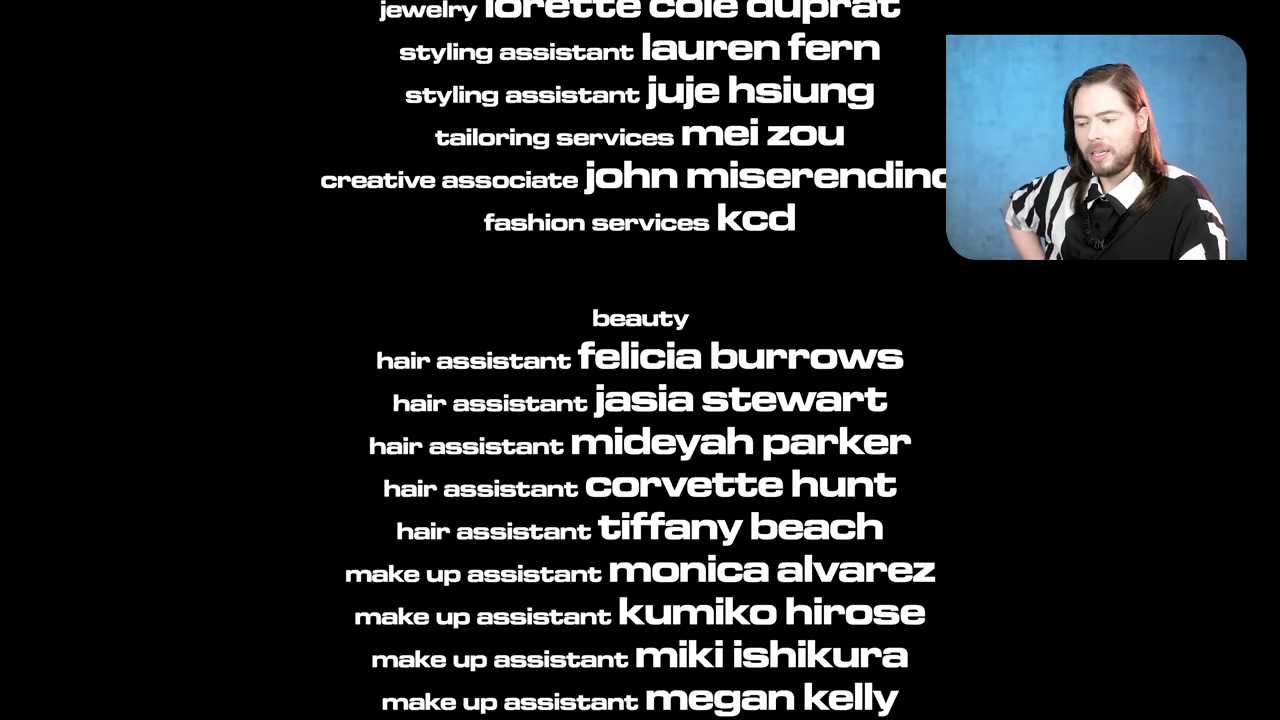 jewelry lorette cole duprat
styling assistant lauren fern
styling assistant juje hsiung
tailoring services mei zou
creative associate john miserendino
fashion services kcd
beauty
hair assistant felicia burrows
hair assistant jasia stewart
hair assistant mideyah parker
hair assistant corvette hunt
hair assistant tiffany beach
make up assistant monica alvarez
make up assistant kumiko hirose
make up assistant miki ishikura
make up assistant megan kelly